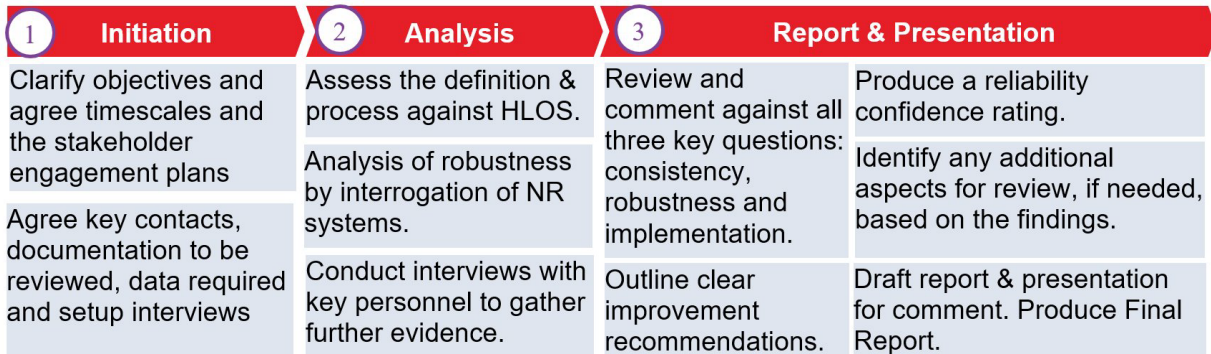 1 Initiation
Clarify objectives and
agree timescales and
the stakeholder
engagement plans
Agree key contacts,
documentation to be
reviewed, data required
and setup interviews
2 Analysis
Assess the definition &
process against HLOS.
Analysis of robustness
by interrogation of NR
systems.
Conduct interviews with
key personnel to gather
further evidence.
3 Report & Presentation
Review and
comment against all
three key questions:
consistency,
robustness and
implementation.
Outline clear
improvement
recommendations.
Produce a reliability
confidence rating.
Identify any additional
aspects for review, if needed,
based on the findings.
Draft report & presentation
for comment. Produce Final
Report.